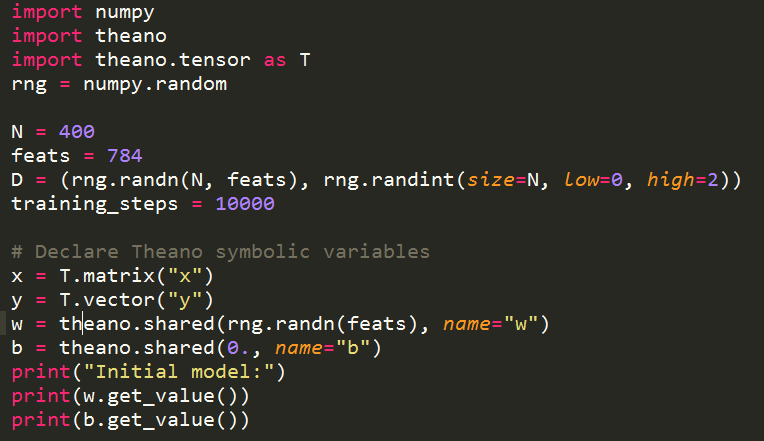 import numpy
import theano
import theano.tensor as T
rng = numpy.random
N = 400
feats = 784
D = (rng.randn(N, feats), rng.randint(size=N, low=0, high=2))
training_steps = 10000
# Declare Theano symbolic variables
x = T.matrix("x")
y = T.vector("y")
w = theano.shared(rng.randn(feats), name="w")
b = theano.shared(0., name="b")
print("Initial model:")
print(w.get_value())
print(b.get_value())